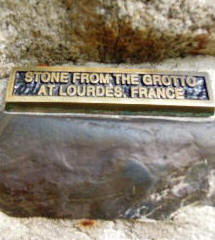 STONE FROM THE GROTTO
AT LOURDES, FRANCE